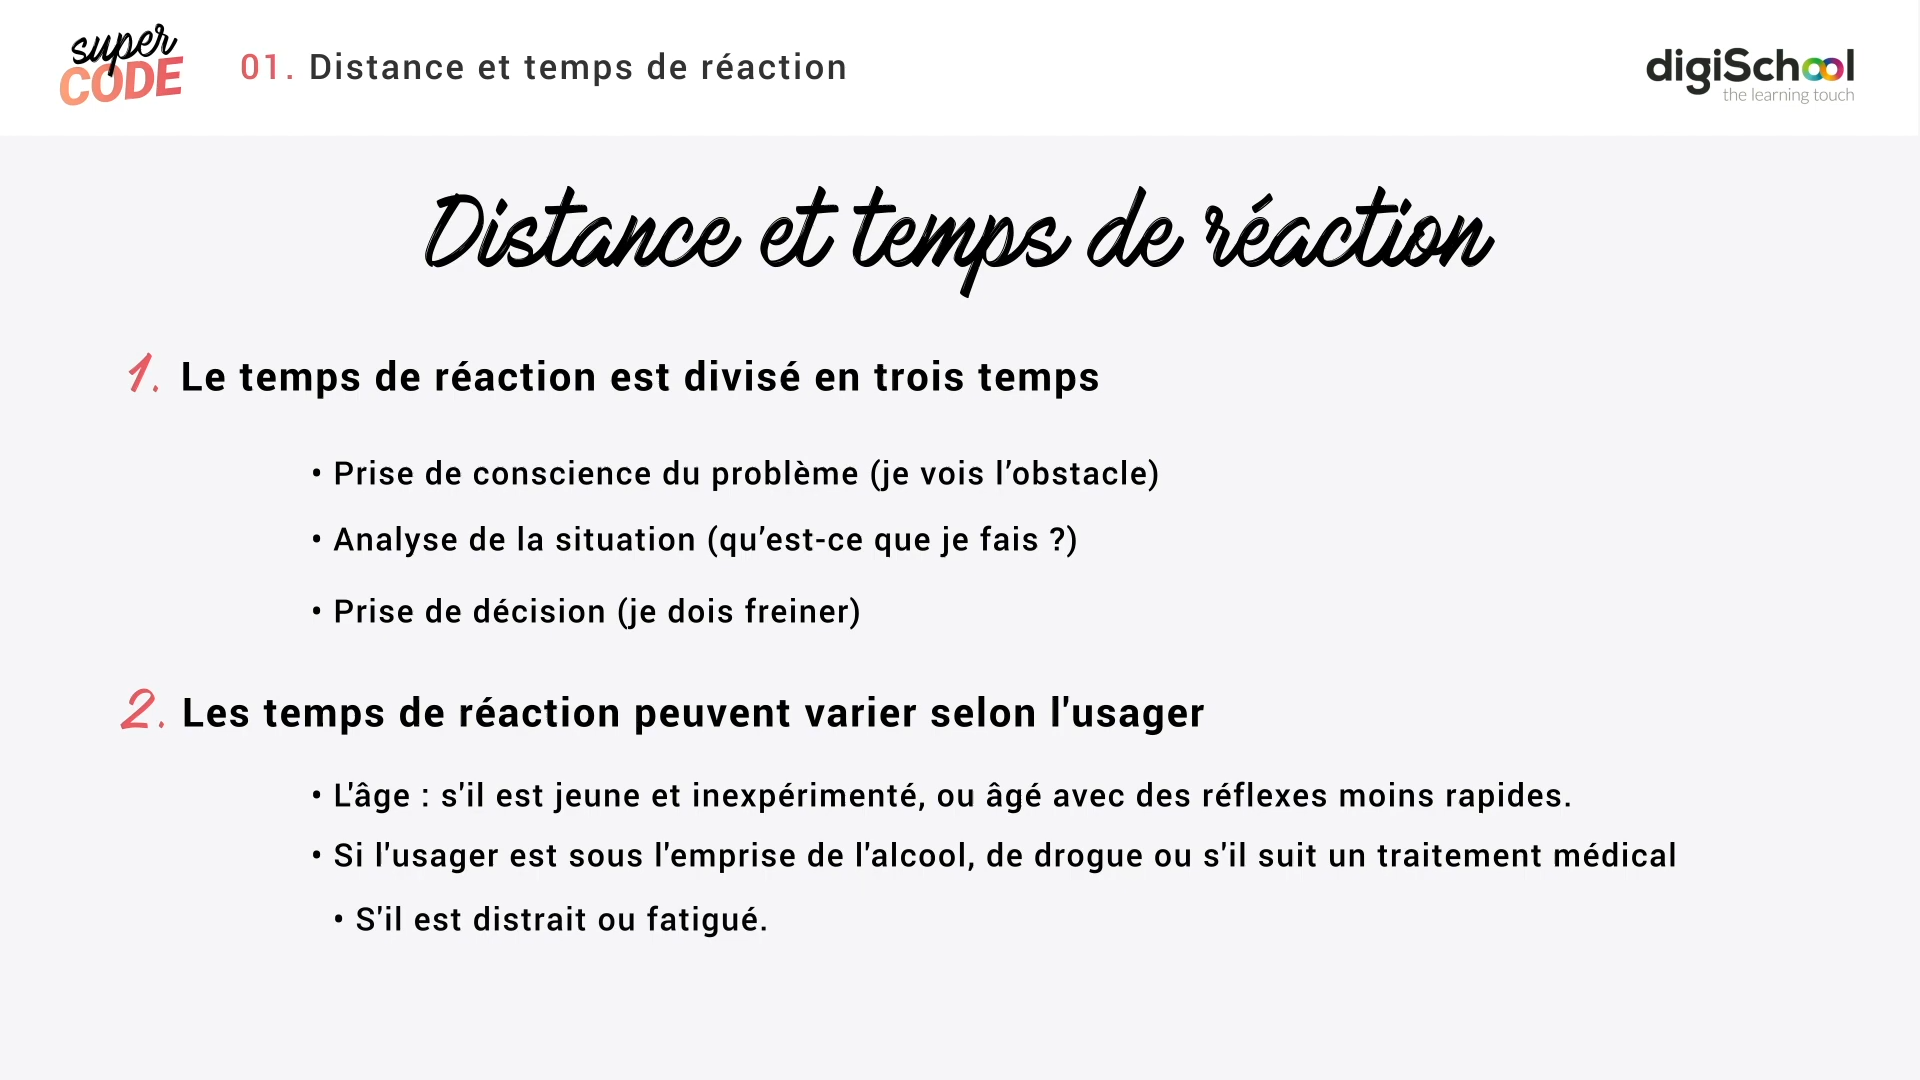 super
CODE
01. Distance et temps de réaction
digiSchool
the learning touch
Distance et temps de réaction
1. Le temps de réaction est divisé en trois temps
• Prise de conscience du problème (je vois l’obstacle)
• Analyse de la situation (qu’est-ce que je fais ?)
• Prise de décision (je dois freiner)
2. Les temps de réaction peuvent varier selon l'usager
• L'âge : s'il est jeune et inexpérimenté, ou âgé avec des réflexes moins rapides.
• Si l'usager est sous l'emprise de l'alcool, de drogue ou s'il suit un traitement médical
• S'il est distrait ou fatigué.